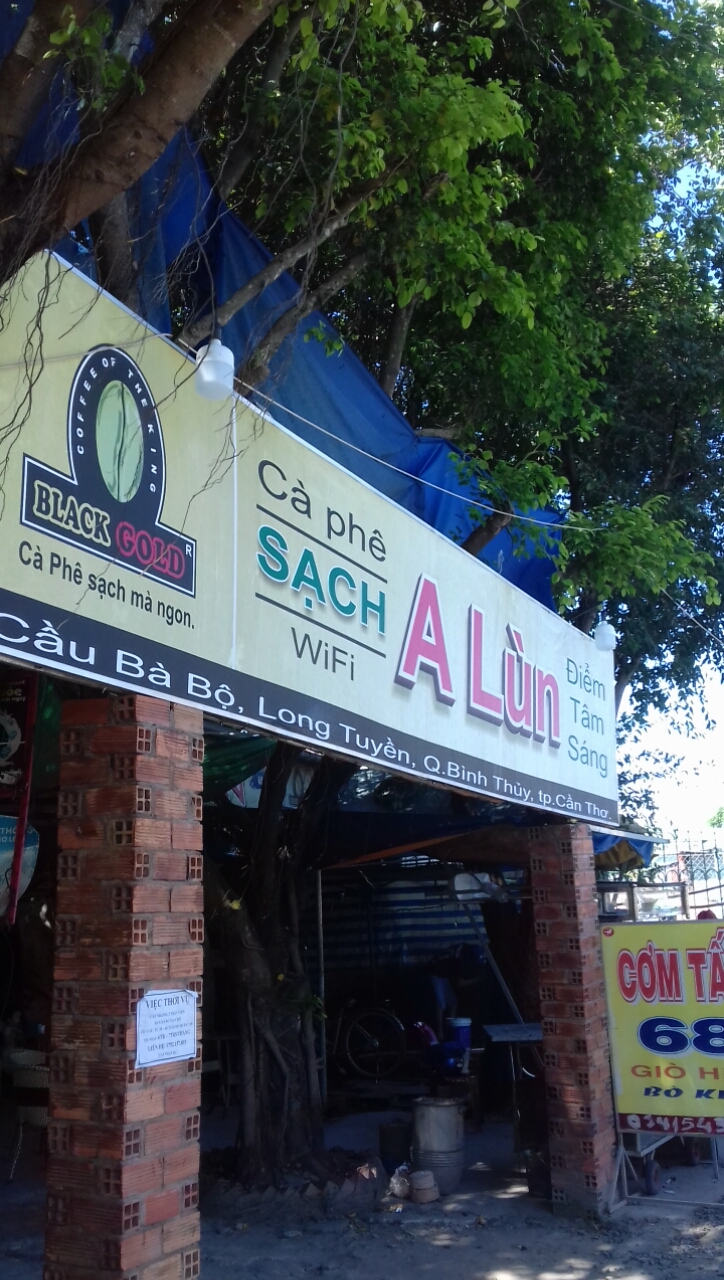 COFFEE OF THE KING
BLACK GOLD R
Cà Phê sạch mà ngon.
Cà phê
SẠCH
WiFi
A Lùn
Điểm
Tâm
Sáng
Cầu Bà Bộ, Long Tuyền, Q.Bình Thủy, tp.Cần Thơ.
VIỆC THỜI VỤ
CƠM TẤ
68
GIÒ H
BÒ K